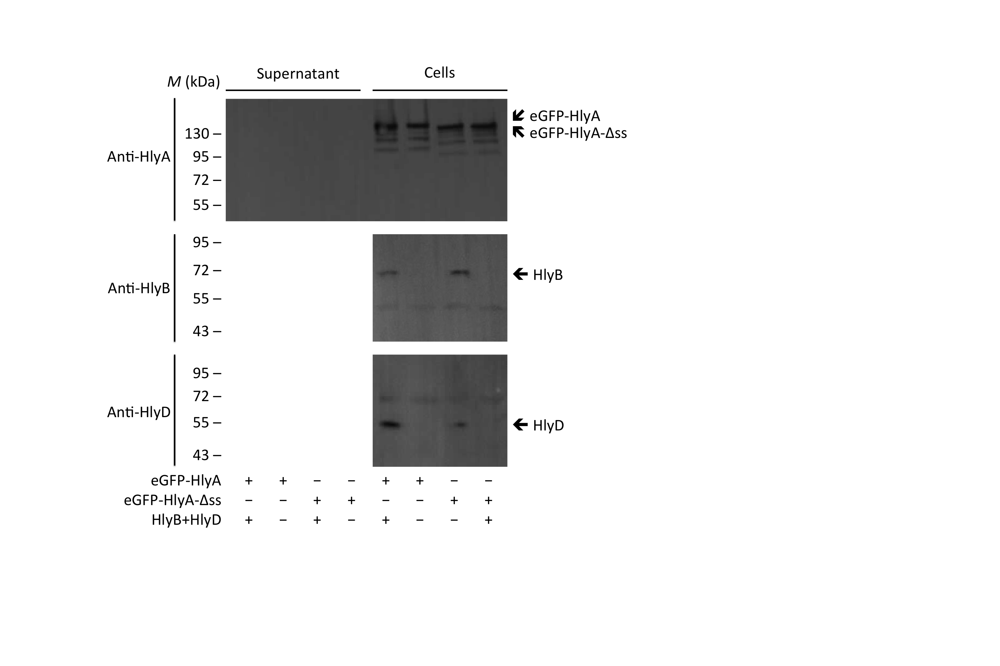 Supernatant
Cells
M (kDa)
eGFP-HlyA
eGFP-HlyA-Δss
130 –
Anti-HlyA
95 –
72 –
55 –
95 –
72 –
HlyB
Anti-HlyB
55 –
43 –
95 –
72 –
Anti-HlyD
55 –
HlyD
43 –
eGFP-HlyA + + – – + + – –
eGFP-HlyA-Δss – – + + – – + +
HlyB+HlyD + – + – + – – +